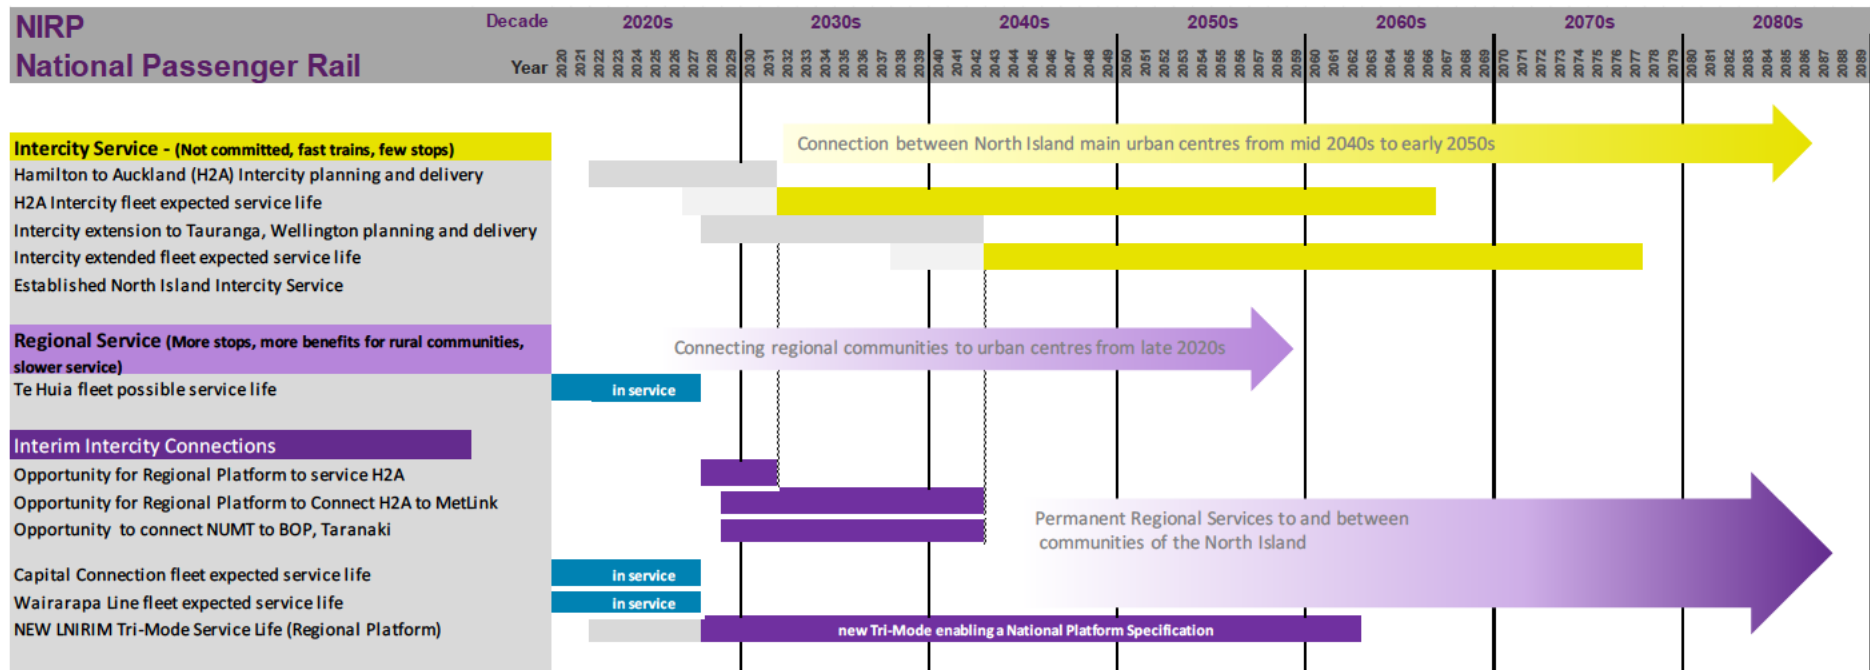 NIRP
National Passenger Rail
Decade 2020s 2030s 2040s 2050s 2060s 2070s 2080s
Year 2020 2021 2022 2023 2024 2025 2026 2027 2028 2029 2030 2031 2032 2033 2034 2035 2036 2037 2038 2039 2040 2041 2042 2043 2044 2045 2046 2047 2048 2049 2050 2051 2052 2053 2054 2055 2056 2057 2058 2059 2060 2061 2062 2063 2064 2065 2066 2067 2068 2069 2070 2071 2072 2073 2074 2075 2076 2077 2078 2079 2080 2081 2082 2083 2084 2085 2086 2087 2088 2089
Intercity Service - (Not committed, fast trains, few stops)
Connection between North Island main urban centres from mid 2040s to early 2050s
Hamilton to Auckland (H2A) Intercity planning and delivery
H2A Intercity fleet expected service life
Intercity extension to Tauranga, Wellington planning and delivery
Intercity extended fleet expected service life
Established North Island Intercity Service
Regional Service (More stops, more benefits for rural communities,
slower service)
Connecting regional communities to urban centres from late 2020s
Te Huia fleet possible service life
in service
Interim Intercity Connections
Opportunity for Regional Platform to service H2A
Opportunity for Regional Platform to Connect H2A to MetLink
Opportunity to connect NUMT to BOP, Taranaki
Permanent Regional Services to and between
communities of the North Island
Capital Connection fleet expected service life
in service
Wairarapa Line fleet expected service life
in service
NEW LNIRIM Tri-Mode Service Life (Regional Platform)
new Tri-Mode enabling a National Platform Specification